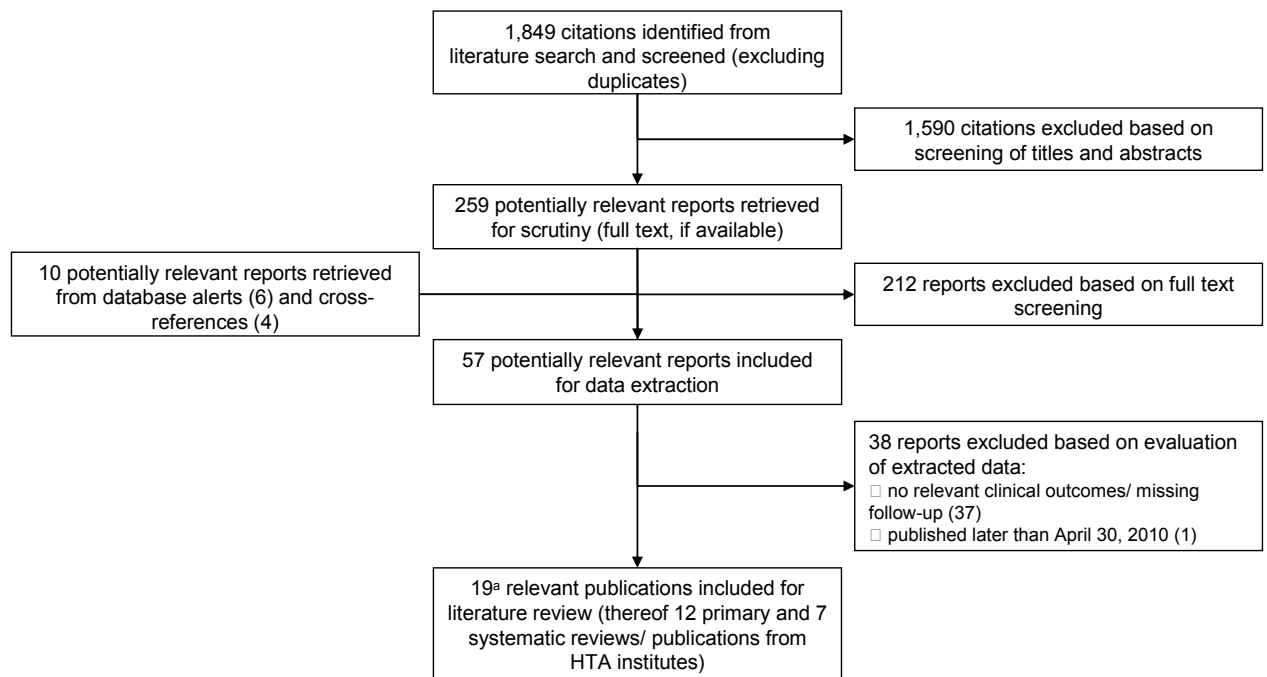 1,849 citations identified from
literature search and screened (excluding
duplicates)
1,590 citations excluded based on
screening of titles and abstracts
259 potentially relevant reports retrieved
for scrutiny (full text, if available)
10 potentially relevant reports retrieved
from database alerts (6) and cross-
references (4)
212 reports excluded based on full text
screening
57 potentially relevant reports included
for data extraction
38 reports excluded based on evaluation
of extracted data:
□ no relevant clinical outcomes/ missing
follow-up (37)
□ published later than April 30, 2010 (1)
19ª relevant publications included for
literature review (thereof 12 primary and 7
systematic reviews/ publications from
HTA institutes)